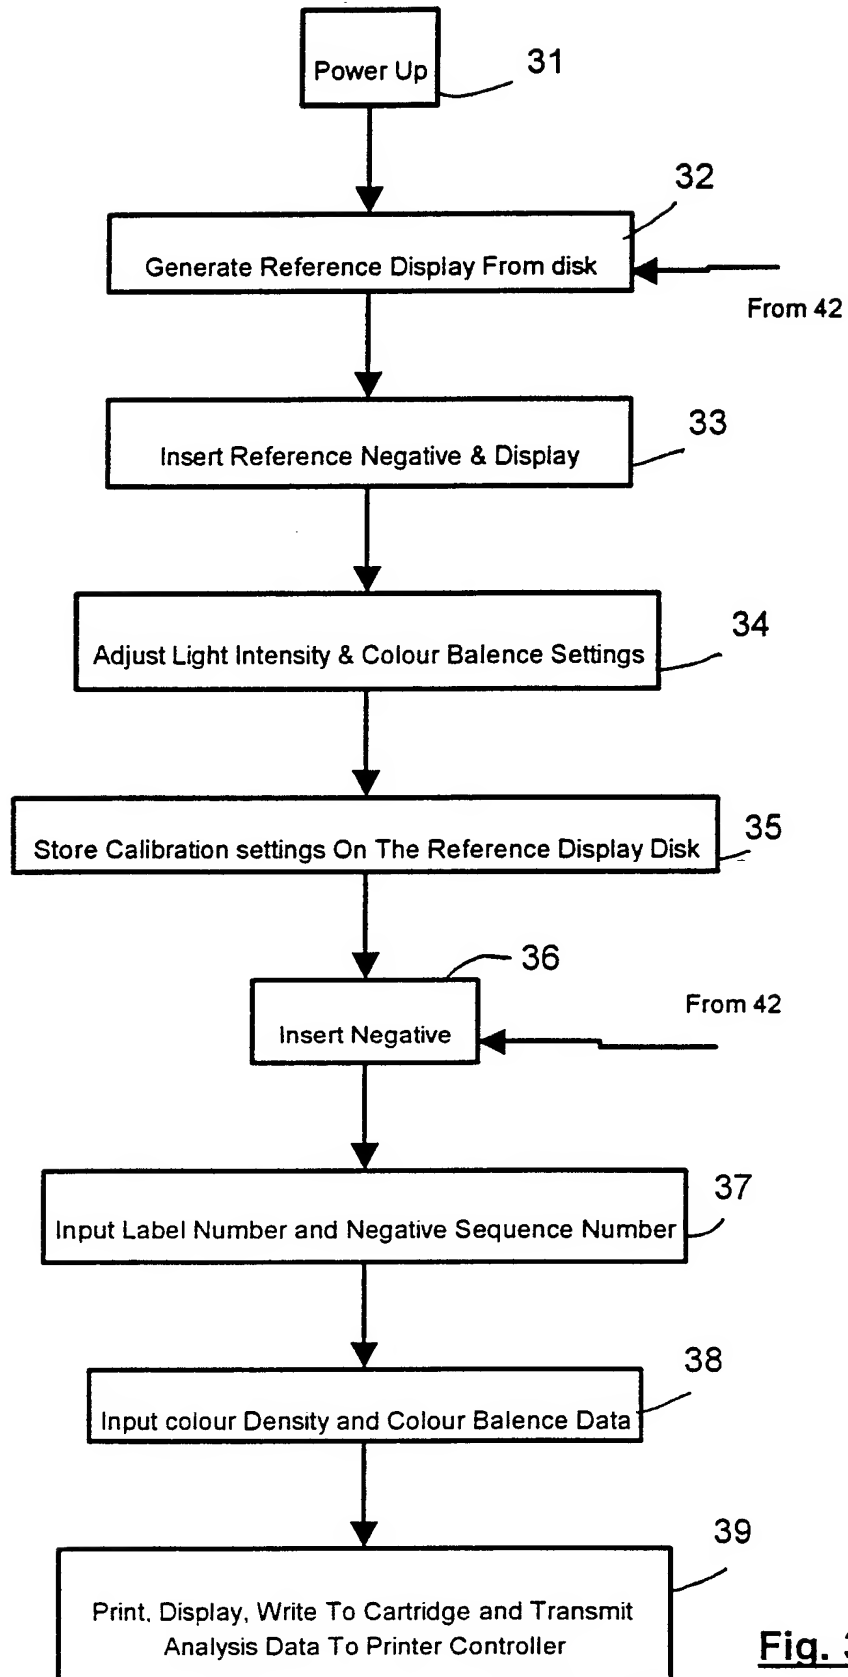 Power Up
31
32
Generate Reference Display From disk
From 42
33
Insert Reference Negative & Display
34
Adjust Light Intensity & Colour Balence Settings
35
Store Calibration settings On The Reference Display Disk
36
From 42
Insert Negative
37
Input Label Number and Negative Sequence Number
38
Input colour Density and Colour Balence Data
39
Print, Display, Write To Cartridge and Transmit
Analysis Data To Printer Controller
Fig. 3